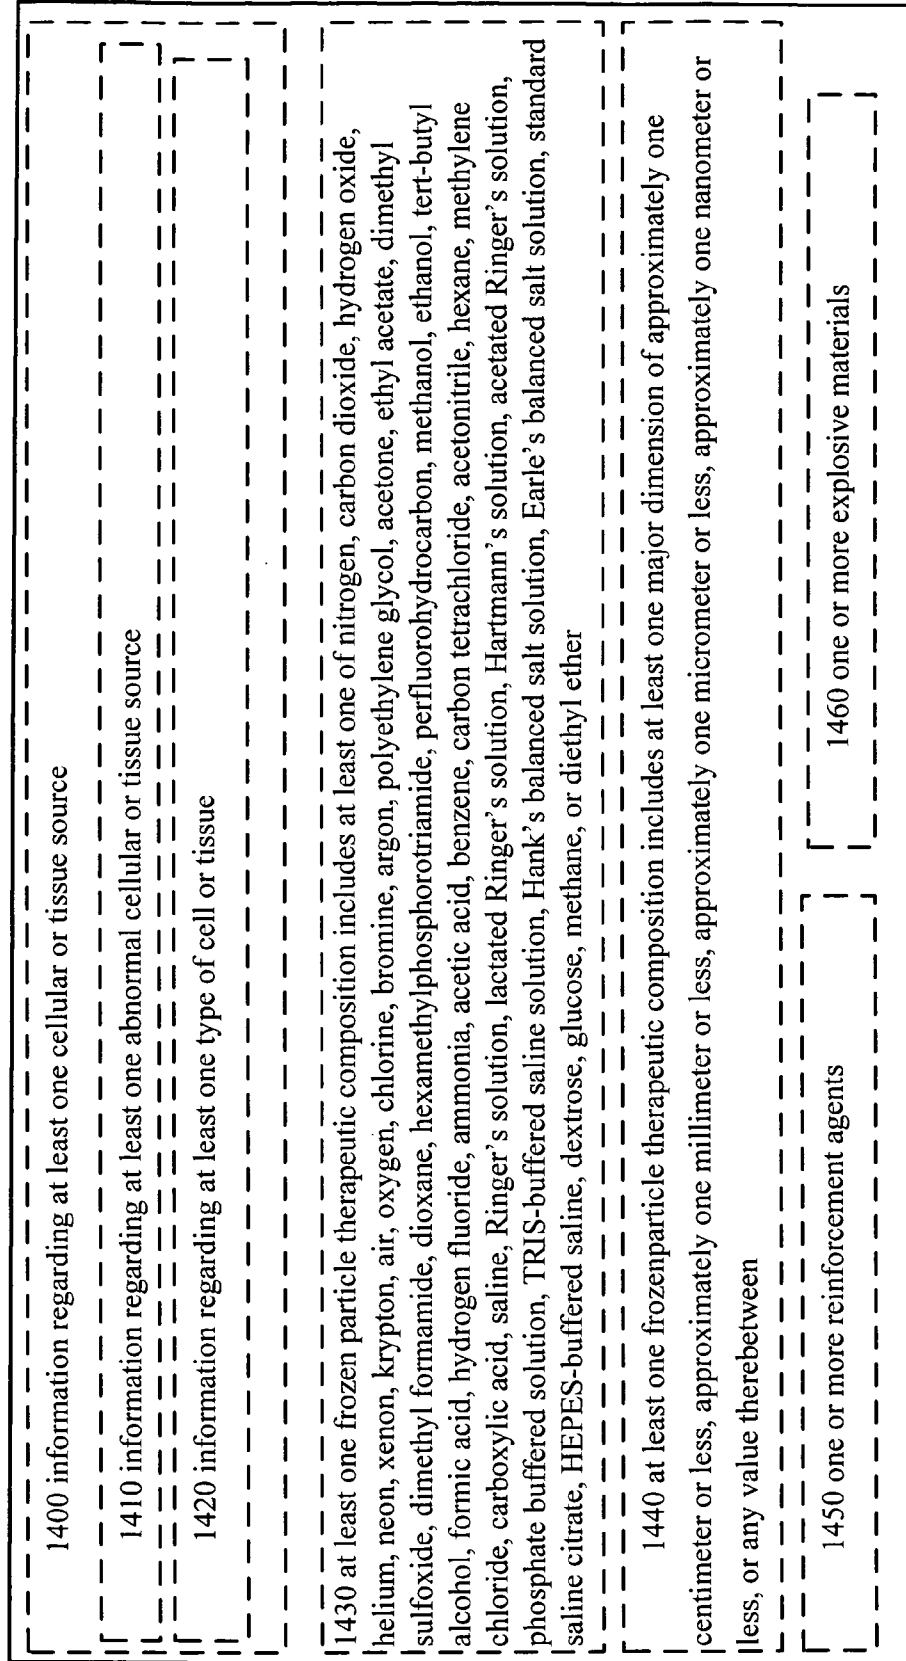 1400 information regarding at least one cellular or tissue source
1410 information regarding at least one abnormal cellular or tissue source
1420 information regarding at least one type of cell or tissue
1430 at least one frozen particle therapeutic composition includes at least one of nitrogen, carbon dioxide, hydrogen oxide,
helium, neon, xenon, krypton, air, oxygen, chlorine, bromine, argon, polyethylene glycol, acetone, ethyl acetate, dimethyl
sulfoxide, dimethyl formamide, dioxane, hexamethylphosphorotriamide, perfluorohydrocarbon, methanol, ethanol, tert-butyl
alcohol, formic acid, hydrogen fluoride, ammonia, acetic acid, benzene, carbon tetrachloride, acetonitrile, hexane, methylene
chloride, carboxylic acid, saline, Ringer's solution, lactated Ringer's solution, Hartmann's solution, acetated Ringer's solution,
phosphate buffered solution, TRIS-buffered saline solution, Hank's balanced salt solution, Earle's balanced salt solution, standard
saline citrate, HEPES-buffered saline, dextrose, glucose, methane, or diethyl ether
1440 at least one frozenparticle therapeutic composition includes at least one major dimension of approximately one
centimeter or less, approximately one millimeter or less, approximately one micrometer or less, approximately one nanometer or
less, or any value therebetween
1450 one or more reinforcement agents
1460 one or more explosive materials